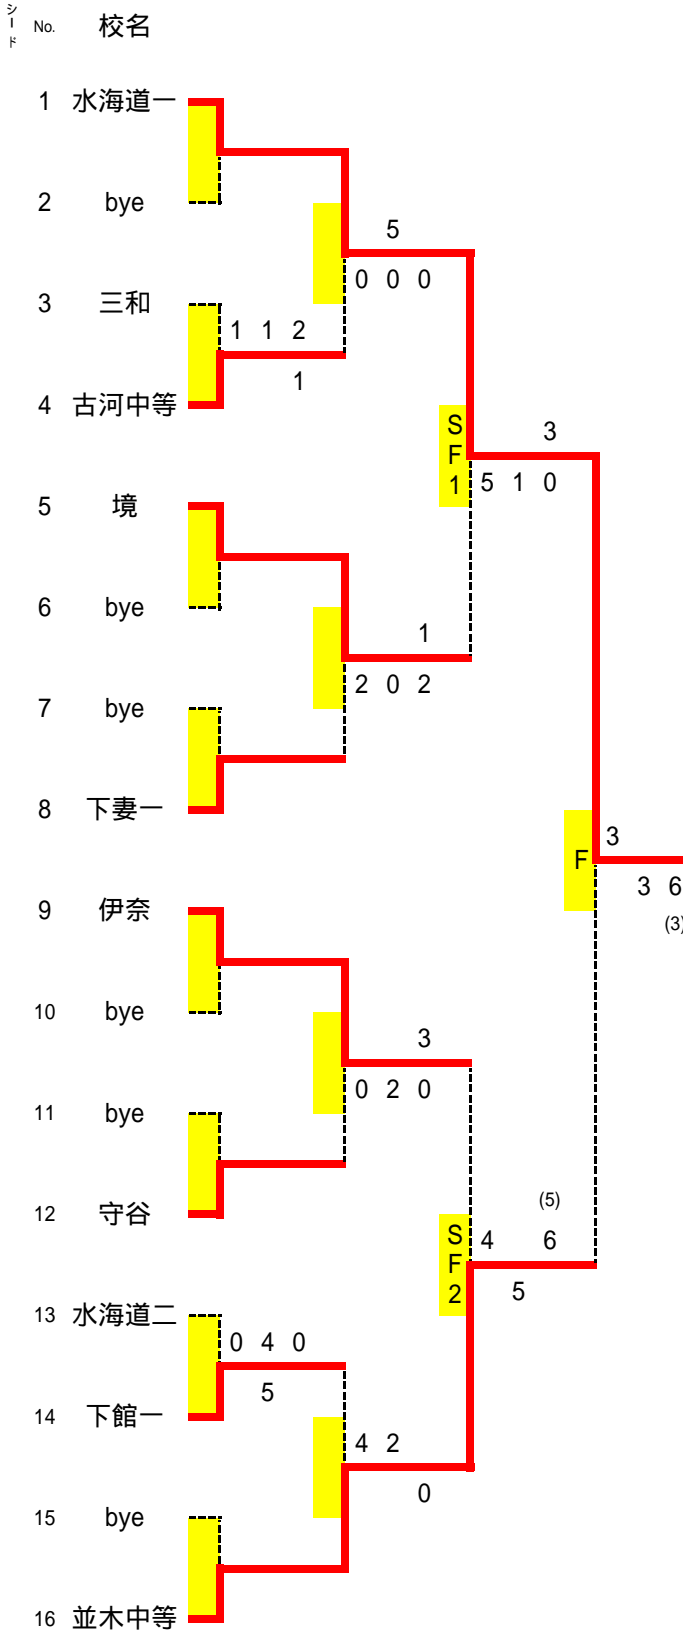 シード No. 校名
1 水海道一
2 bye
5
0 0 0
3 三和
1 1 2
1
4 古河中等
3
SF1
5 1 0
5 境
6 bye
1
2 0 2
7 bye
8 下妻一
3
F
3 6
(3)
9 伊奈
10 bye
3
0 2 0
11 bye
12 守谷
(5)
4 6
SF2
5
13 水海道二
0 4 0
5
14 下館一
4 2
0
15 bye
16 並木中等